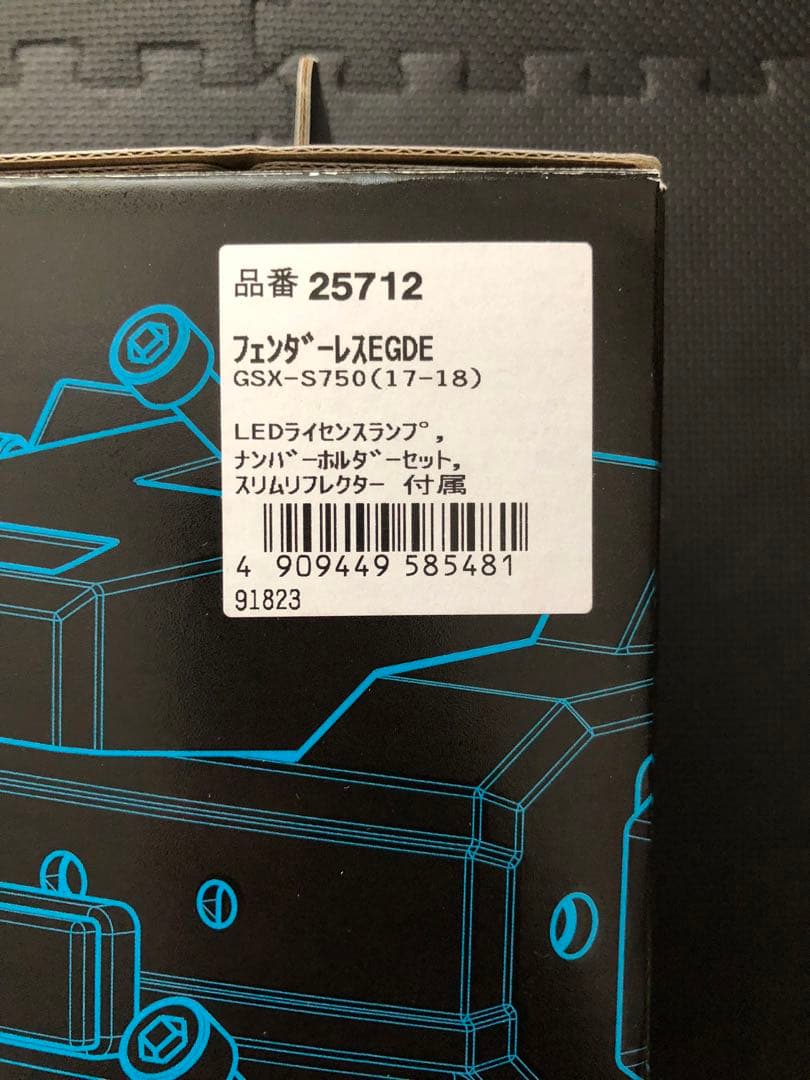 品番 25712
フェンダーレスEGDE
GSX-S750(17-18)
LEDライセンスランプ,
ナンバーホルダーセット,
スリムリフレクター 付属
4 909449 585481
91823